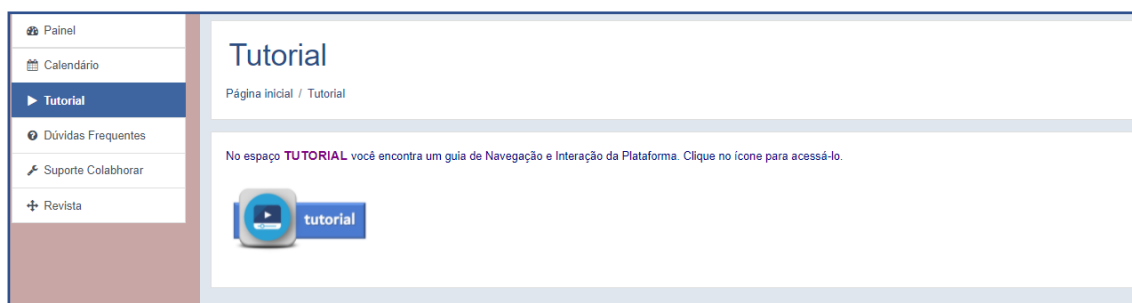 Painel
Calendário
Tutorial
Dúvidas Frequentes
Suporte Colabhorar
Revista
Tutorial
Página inicial / Tutorial
No espaço TUTORIAL você encontra um guia de Navegação e Interação da Plataforma. Clique no ícone para acessá-lo.
tutorial